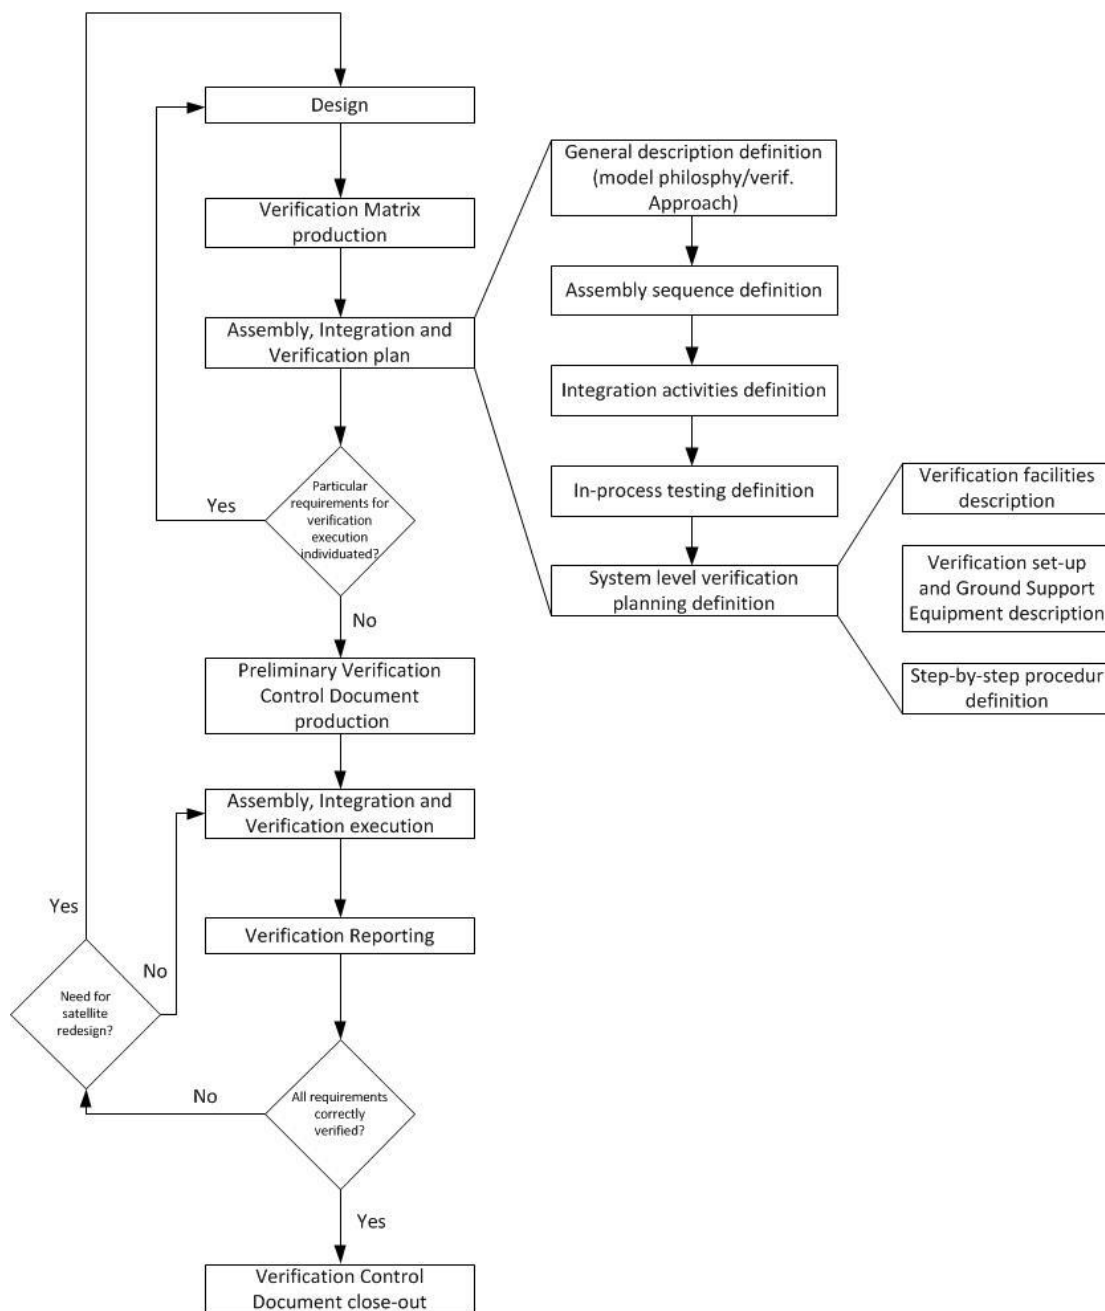 Design
Verification Matrix
production
Assembly, Integration and
Verification plan
Particular
requirements for
verification
execution
individuated?
Yes
No
Preliminary Verification
Control Document
production
Assembly, Integration and
Verification execution
Verification Reporting
Yes
No
Need for
satellite
redesign?
No
All requirements
correctly
verified?
Yes
Verification Control
Document close-out
General description definition
(model philosphy/verif.
Approach)
Assembly sequence definition
Integration activities definition
In-process testing definition
System level verification
planning definition
Verification facilities
description
Verification set-up
and Ground Support
Equipment description
Step-by-step procedur
definition